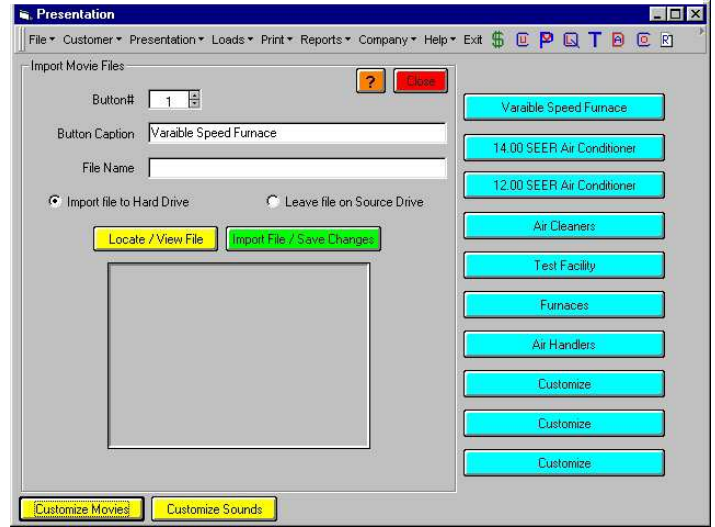 Presentation
File Customer Presentation Loads Print Reports Company Help Exit $ U P Q T A C R
Import Movie Files
? Close
Button# 1
Button Caption Varaible Speed Furnace
File Name
Import file to Hard Drive Leave file on Source Drive
Locate / View File Import File / Save Changes
Varaible Speed Furnace
14.00 SEER Air Conditioner
12.00 SEER Air Conditioner
Air Cleaners
Test Facility
Furnaces
Air Handlers
Customize
Customize
Customize
Customize Movies Customize Sounds